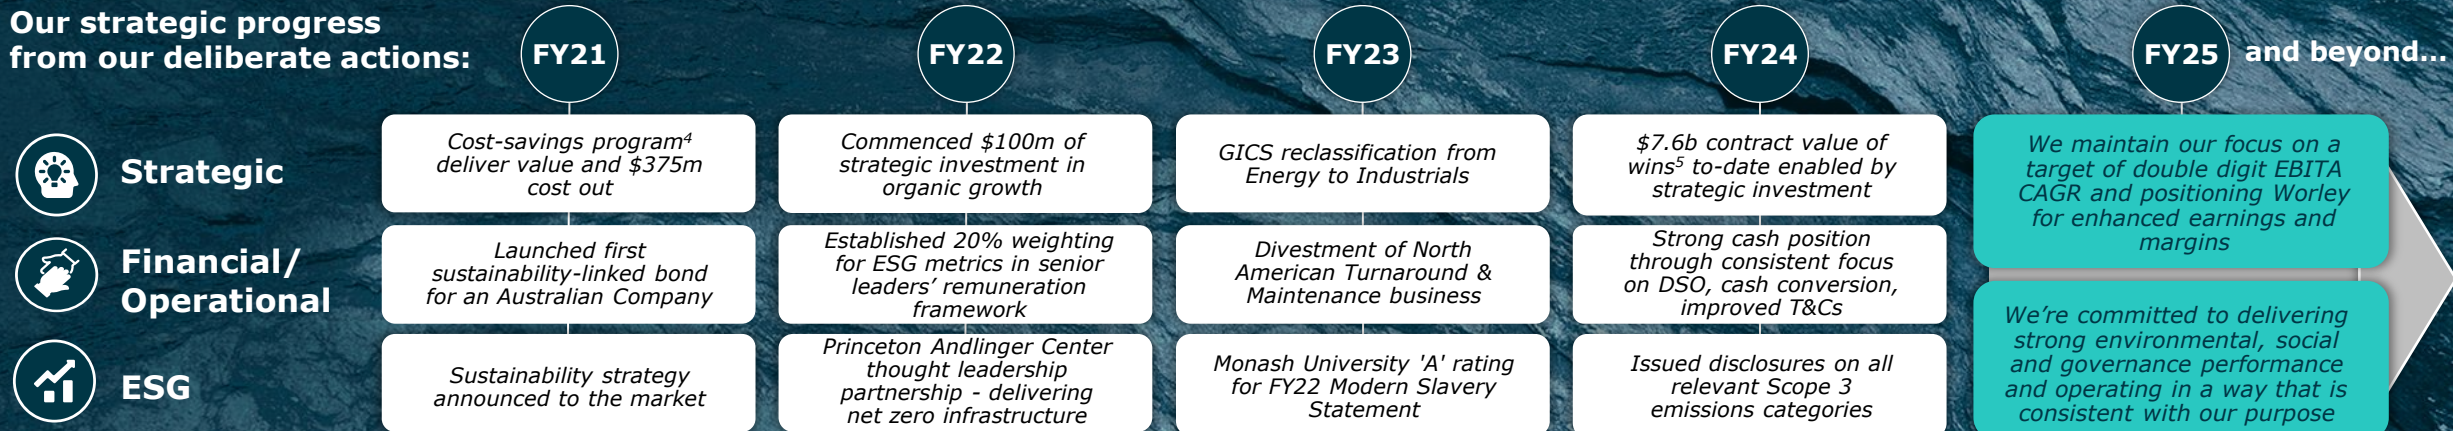 Our strategic progress
from our deliberate actions:
FY21
FY22
FY23
FY24
FY25
and beyond...
Strategic
Cost-savings program⁴
deliver value and $375m
cost out
Commenced $100m of
strategic investment in
organic growth
GICS reclassification from
Energy to Industrials
$7.6b contract value of
wins⁵ to-date enabled by
strategic investment
We maintain our focus on a
target of double digit EBITA
CAGR and positioning Worley
for enhanced earnings and
margins
Financial/
Operational
Launched first
sustainability-linked bond
for an Australian Company
Established 20% weighting
for ESG metrics in senior
leaders’ remuneration
framework
Divestment of North
American Turnaround &
Maintenance business
Strong cash position
through consistent focus
on DSO, cash conversion,
improved T&Cs
ESG
Sustainability strategy
announced to the market
Princeton Andlinger Center
thought leadership
partnership - delivering
net zero infrastructure
Monash University 'A' rating
for FY22 Modern Slavery
Statement
Issued disclosures on all
relevant Scope 3
emissions categories
We’re committed to delivering
strong environmental, social
and governance performance
and operating in a way that is
consistent with our purpose